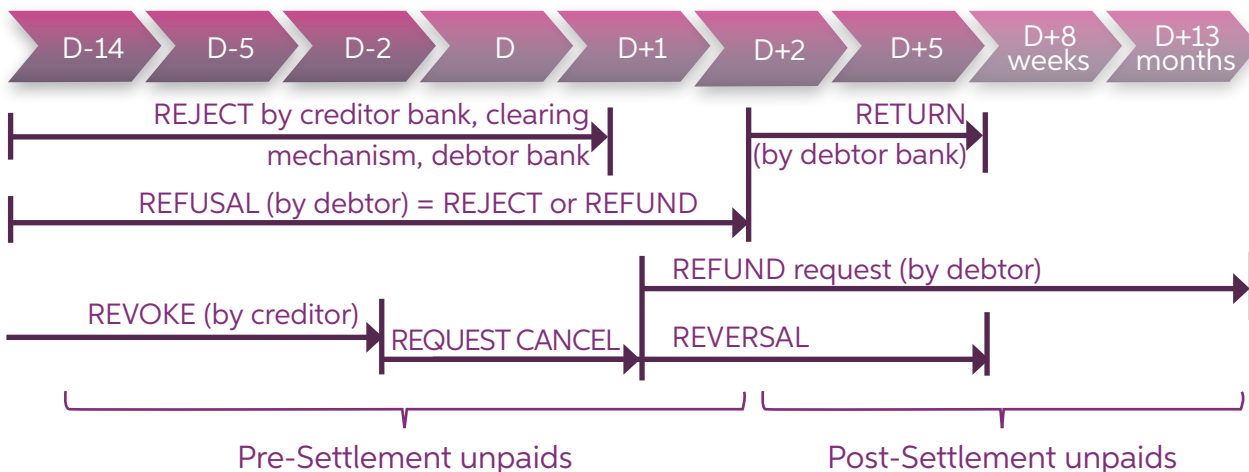 D-14
D-5
D-2
D
D+1
D+2
D+5
D+8
weeks
D+13
months
REJECT by creditor bank, clearing
mechanism, debtor bank
RETURN
(by debtor bank)
REFUSAL (by debtor) = REJECT or REFUND
REFUND request (by debtor)
REVOKE (by creditor)
REQUEST CANCEL
REVERSAL
Pre-Settlement unpaids
Post-Settlement unpaids